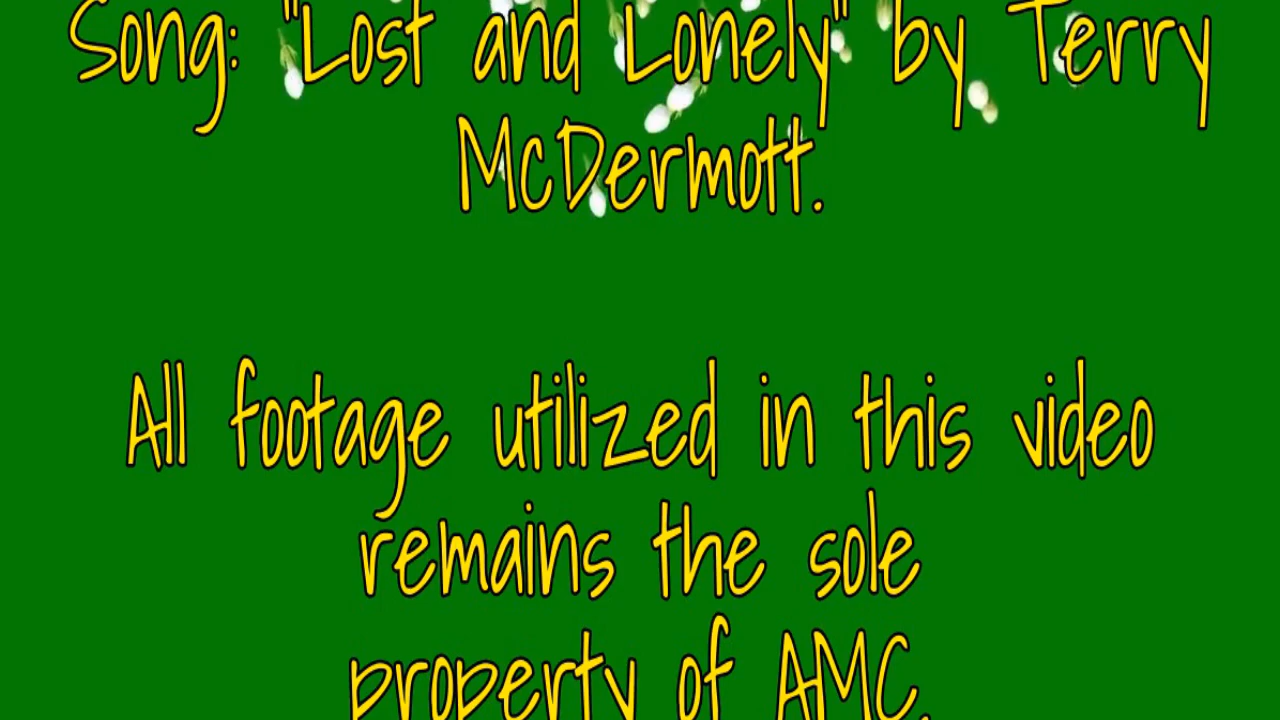 Song: "Lost and Lonely" by Terry
McDermott.
All footage utilized in this video
remains the sole
property of AMC.